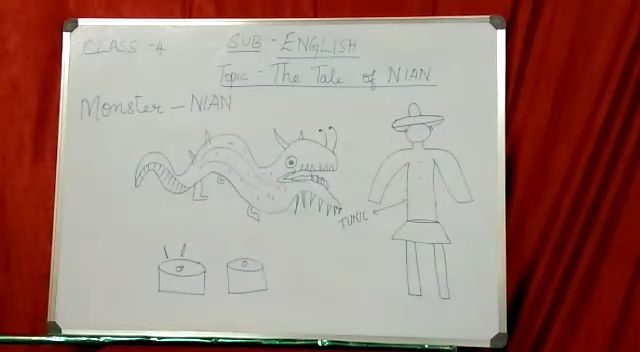 CLASS - 4
SUB - ENGLISH
Topic - The Tale of NIAN
Monster - NIAN
TUNIC